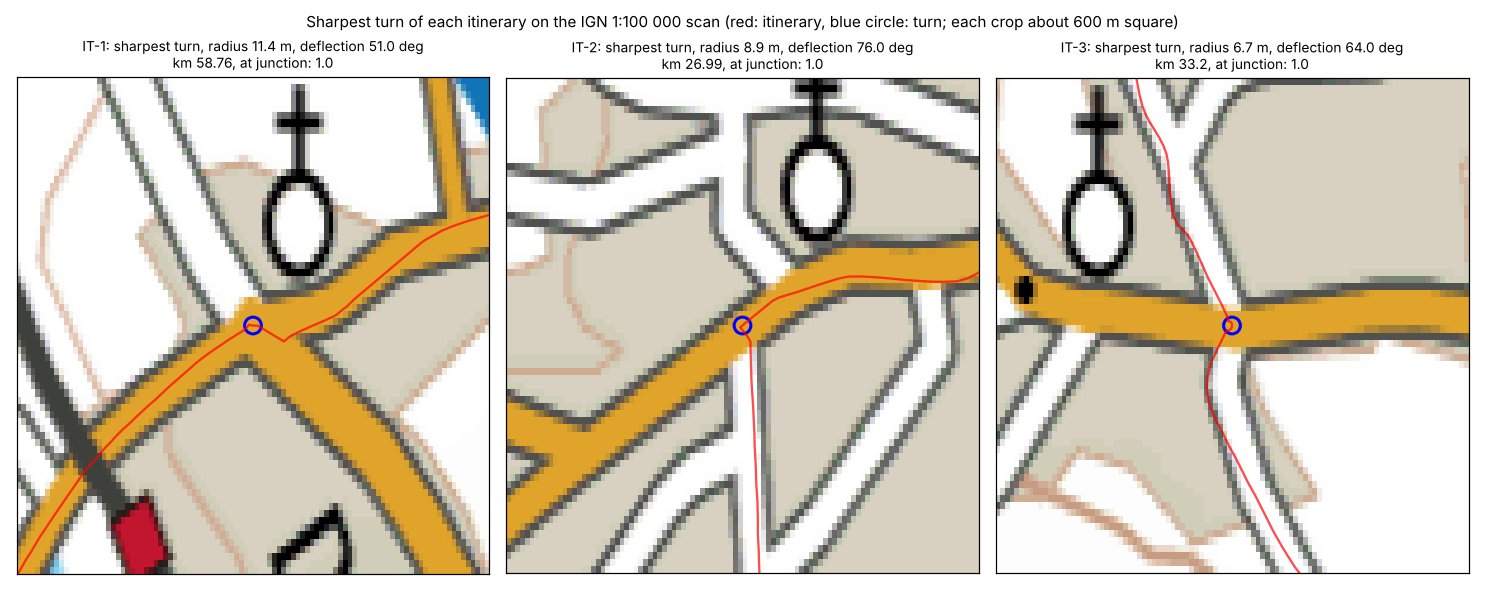 Sharpest turn of each itinerary on the IGN 1:100 000 scan (red: itinerary, blue circle: turn; each crop about 600 m square)
IT-1: sharpest turn, radius 11.4 m, deflection 51.0 deg
km 58.76, at junction: 1.0
IT-2: sharpest turn, radius 8.9 m, deflection 76.0 deg
km 26.99, at junction: 1.0
IT-3: sharpest turn, radius 6.7 m, deflection 64.0 deg
km 33.2, at junction: 1.0